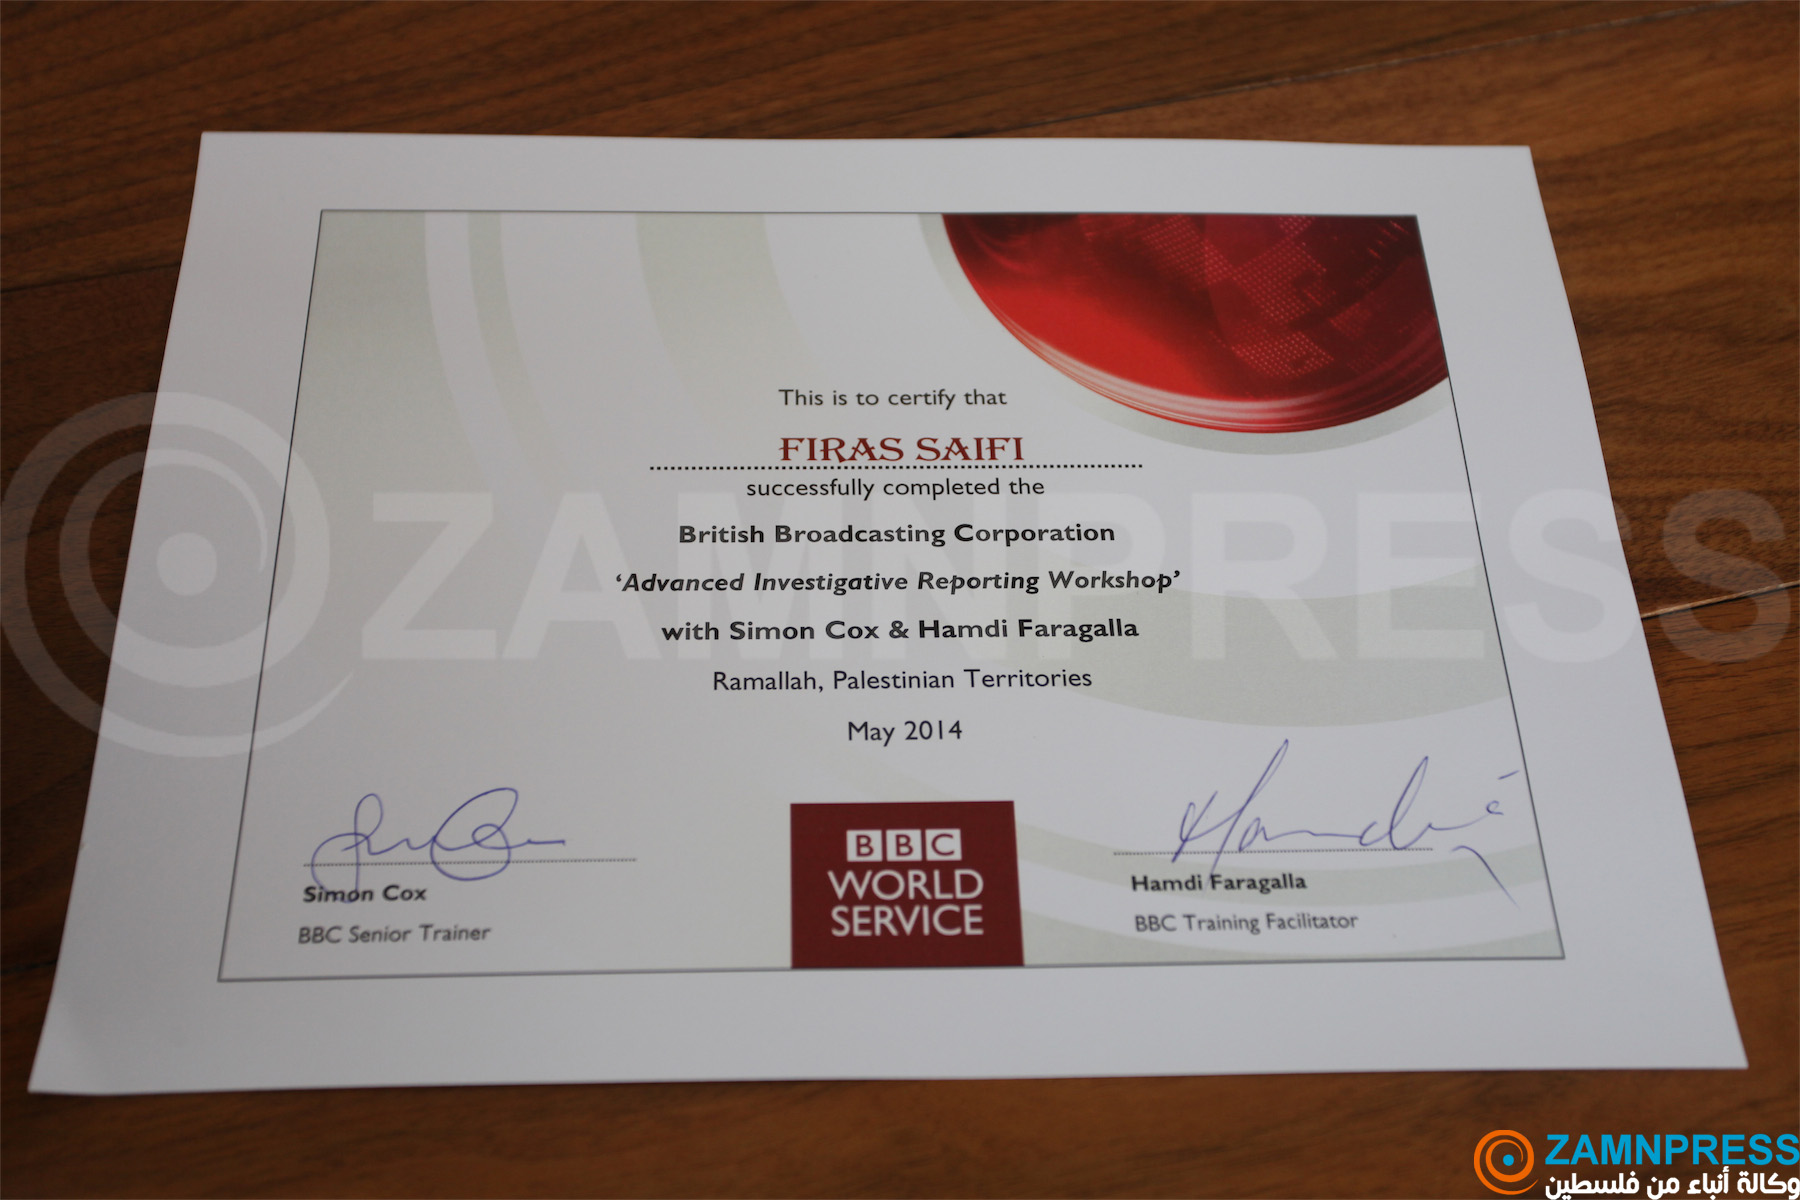 This is to certify that
FIRAS SAIFI
successfully completed the
British Broadcasting Corporation
‘Advanced Investigative Reporting Workshop’
with Simon Cox & Hamdi Faragalla
Ramallah, Palestinian Territories
May 2014
Simon Cox
BBC Senior Trainer
BBC
WORLD
SERVICE
Hamdi Faragalla
BBC Training Facilitator
ZAMNPRESS
ZAMNPRESS
وكالة أنباء من فلسطين